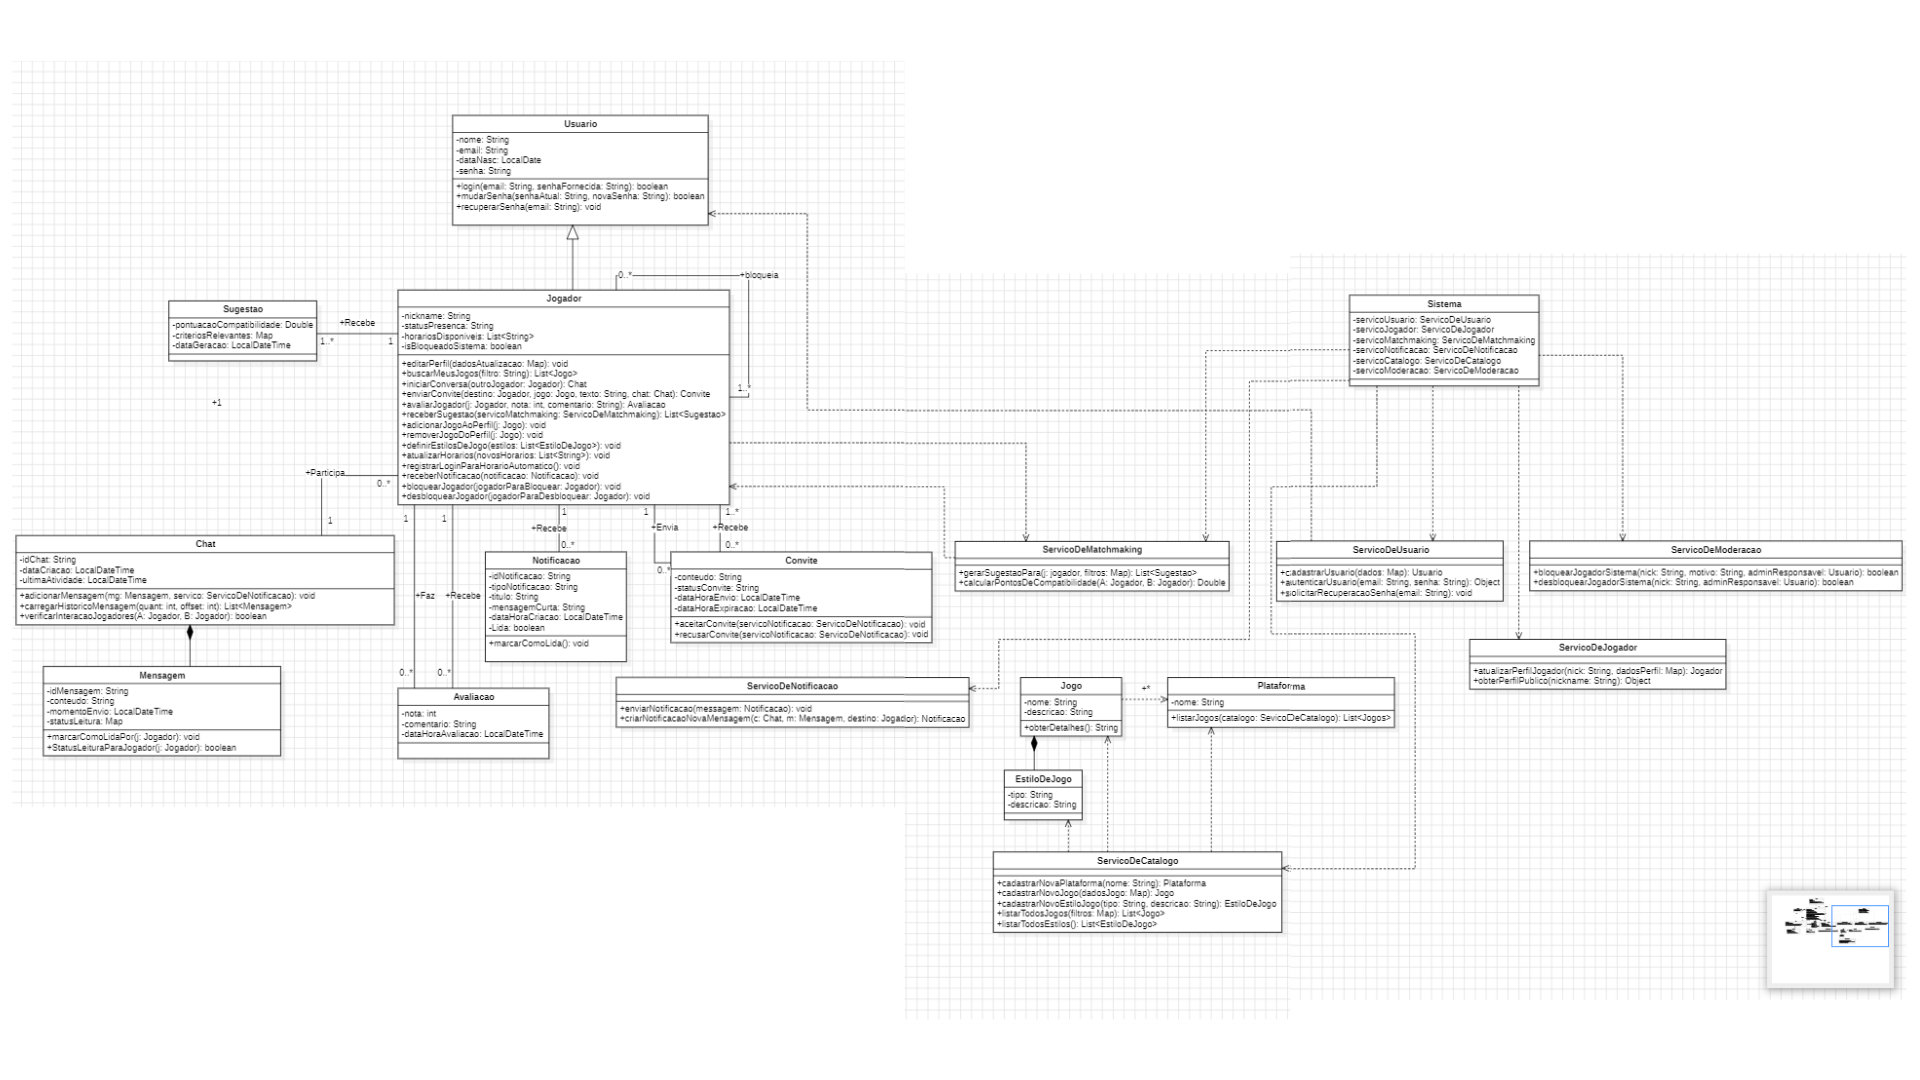 Usuario
-nome: String
-email: String
-dataNasc: LocalDate
-senha: String
+login(email: String, senhaFornecida: String): boolean
+mudarSenha(senhaAtual: String, novaSenha: String): boolean
+recuperarSenha(email: String): void
0..*
+bloqueia
1..*
Jogador
-nickname: String
-statusPresenca: String
-horariosDisponiveis: List<String>
-isBloqueadoSistema: boolean
+editarPerfil(dadosAtualizacao: Map): void
+buscarMeusJogos(filtro: String): List<Jogo>
+iniciarConversa(outroJogador: Jogador): Chat
+enviarConvite(destino: Jogador, jogo: Jogo, texto: String, chat: Chat): Convite
+avaliarJogador(j: Jogador, nota: int, comentario: String): Avaliacao
+receberSugestao(servicoMatchmaking: ServicoDeMatchmaking): List<Sugestao>
+adicionarJogoAoPerfil(j: Jogo): void
+removerJogoDoPerfil(j: Jogo): void
+definirEstilosDeJogo(estilos: List<EstiloDeJogo>): void
+atualizarHorarios(novosHorarios: List<String>): void
+registrarLoginParaHorarioAutomatico(): void
+receberNotificacao(notificacao: Notificacao): void
+bloquearJogador(jogadorParaBloquear: Jogador): void
+desbloquearJogador(jogadorParaDesbloquear: Jogador): void
Sugestao
-pontuacaoCompatibilidade: Double
-criteriosRelevantes: Map
-dataGeracao: LocalDateTime
+Recebe
1..*
1
+1
+Participa
0..*
1
Chat
-idChat: String
-dataCriacao: LocalDateTime
-ultimaAtividade: LocalDateTime
+adicionarMensagem(mg: Mensagem, servico: ServicoDeNotificacao): void
+carregarHistoricoMensagem(quant: int, offset: int): List<Mensagem>
+verificarInteracaoJogadores(A: Jogador, B: Jogador): boolean
Mensagem
-idMensagem: String
-conteudo: String
-momentoEnvio: LocalDateTime
-statusLeitura: Map
+marcarComoLidaPor(j: Jogador): void
+StatusLeituraParaJogador(j: Jogador): boolean
1
+Faz
0..*
1
+Recebe
0..*
Avaliacao
-nota: int
-comentario: String
-dataHoraAvaliacao: LocalDateTime
1
+Recebe
0..*
Notificacao
-idNotificacao: String
-tipoNotificacao: String
-titulo: String
-mensagemCurta: String
-dataHoraCriacao: LocalDateTime
-Lida: boolean
+marcarComoLida(): void
1
+Envia
0..*
1..*
+Recebe
0..*
Convite
-conteudo: String
-statusConvite: String
-dataHoraEnvio: LocalDateTime
-dataHoraExpiracao: LocalDateTime
+aceitarConvite(servicoNotificacao: ServicoDeNotificacao): void
+recusarConvite(servicoNotificacao: ServicoDeNotificacao): void
ServicoDeNotificacao
+enviarNotificacao(messagem: Notificacao): void
+criarNotificacaoNovaMensagem(c: Chat, m: Mensagem, destino: Jogador): Notificacao
ServicoDeMatchmaking
+gerarSugestaoPara(j: jogador, filtros: Map): List<Sugestao>
+calcularPontosDeCompatibilidade(A: Jogador, B: Jogador): Double
Sistema
-servicoUsuario: ServicoDeUsuario
-servicoJogador: ServicoDeJogador
-servicoMatchmaking: ServicoDeMatchmaking
-servicoNotificacao: ServicoDeNotificacao
-servicoCatalogo: ServicoDeCatalogo
-servicoModeracao: ServicoDeModeracao
ServicoDeUsuario
+cadastrarUsuario(dados: Map): Usuario
+autenticarUsuario(email: String, senha: String): Object
+solicitarRecuperacaoSenha(email: String): void
ServicoDeModeracao
+bloquearJogadorSistema(nick: String, motivo: String, adminResponsavel: Usuario): boolean
+desbloquearJogadorSistema(nick: String, adminResponsavel: Usuario): boolean
ServicoDeJogador
+atualizarPerfilJogador(nick: String, dadosPerfil: Map): Jogador
+obterPerfilPublico(nickname: String): Object
Jogo
-nome: String
-descricao: String
+obterDetalhes(): String
+*
Plataforma
-nome: String
+listarJogos(catalogo: SevicoDeCatalogo): List<Jogos>
EstiloDeJogo
-tipo: String
-descricao: String
ServicoDeCatalogo
+cadastrarNovaPlataforma(nome: String): Plataforma
+cadastrarNovoJogo(dadosJogo: Map): Jogo
+cadastrarNovoEstiloJogo(tipo: String, descricao: String): EstiloDeJogo
+listarTodosJogos(filtros: Map): List<Jogo>
+listarTodosEstilos(): List<EstiloDeJogo>